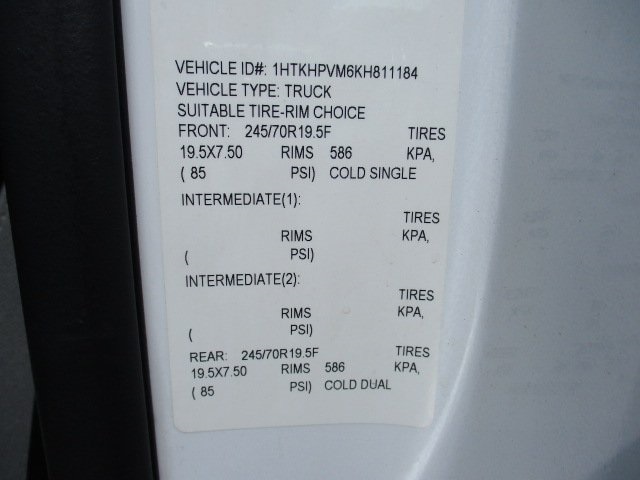 VEHICLE ID#: 1HTKHPVM6KH811184
VEHICLE TYPE: TRUCK
SUITABLE TIRE-RIM CHOICE
FRONT: 245/70R19.5F TIRES
19.5X7.50 RIMS 586 KPA,
( 85 PSI) COLD SINGLE
INTERMEDIATE(1):
TIRES
RIMS KPA,
( PSI)
INTERMEDIATE(2):
TIRES
RIMS KPA,
( PSI)
REAR: 245/70R19.5F TIRES
19.5X7.50 RIMS 586 KPA,
( 85 PSI) COLD DUAL